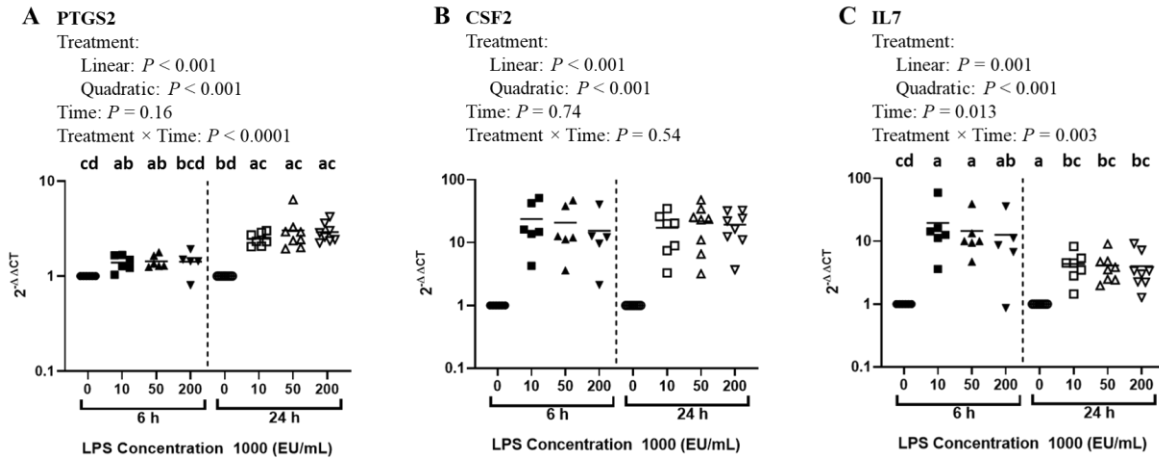 A PTGS2
Treatment:
Linear: P < 0.001
Quadratic: P < 0.001
Time: P = 0.16
Treatment × Time: P < 0.0001
cd ab ab bcd bd ac ac ac
10
1
0.1
2^-ΔΔCT
0 10 50 200 0 10 50 200
6 h 24 h
LPS Concentration 1000 (EU/mL)
B CSF2
Treatment:
Linear: P < 0.001
Quadratic: P < 0.001
Time: P = 0.74
Treatment × Time: P = 0.54
100
10
1
0.1
2^-ΔΔCT
0 10 50 200 0 10 50 200
6 h 24 h
LPS Concentration 1000 (EU/mL)
C IL7
Treatment:
Linear: P = 0.001
Quadratic: P < 0.001
Time: P = 0.013
Treatment × Time: P = 0.003
cd a a ab a bc bc bc
100
10
1
0.1
2^-ΔΔCT
0 10 50 200 0 10 50 200
6 h 24 h
LPS Concentration 1000 (EU/mL)